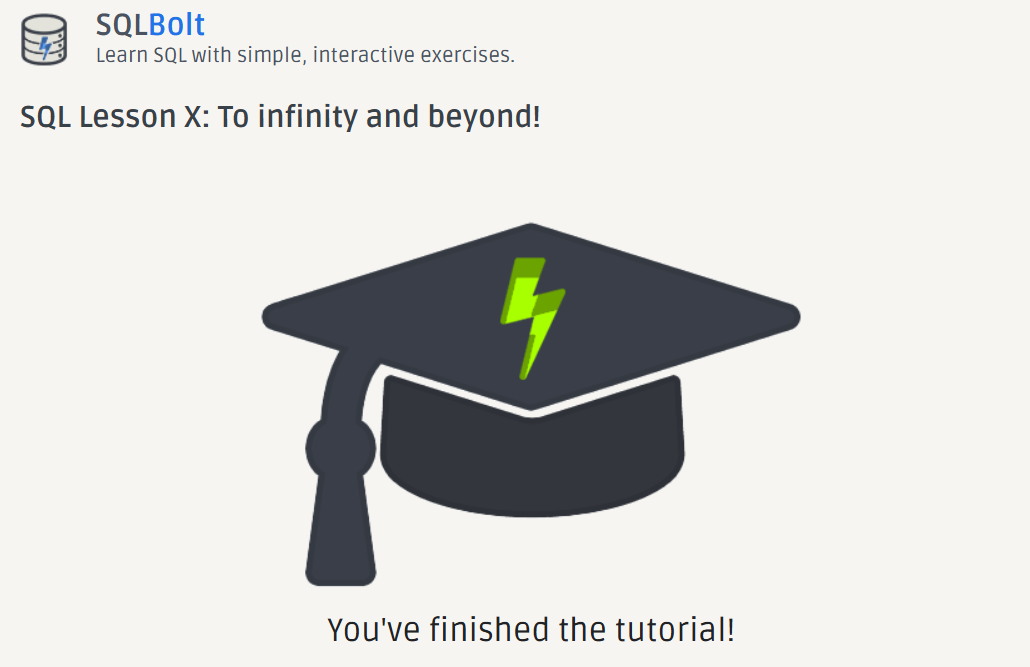 SQLBolt
Learn SQL with simple, interactive exercises.
SQL Lesson X: To infinity and beyond!
You've finished the tutorial!